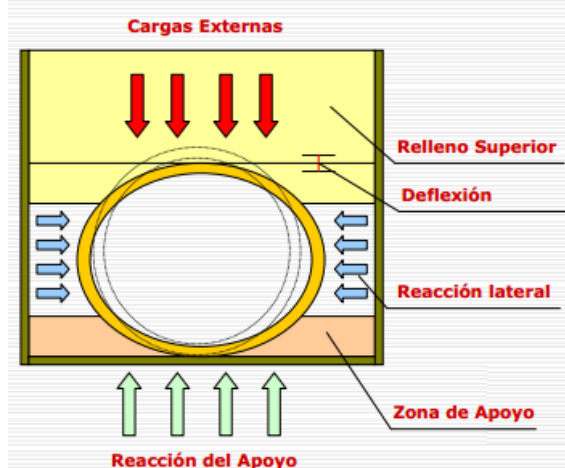 Cargas Externas
Relleno Superior
Deflexión
Reacción lateral
Zona de Apoyo
Reacción del Apoyo